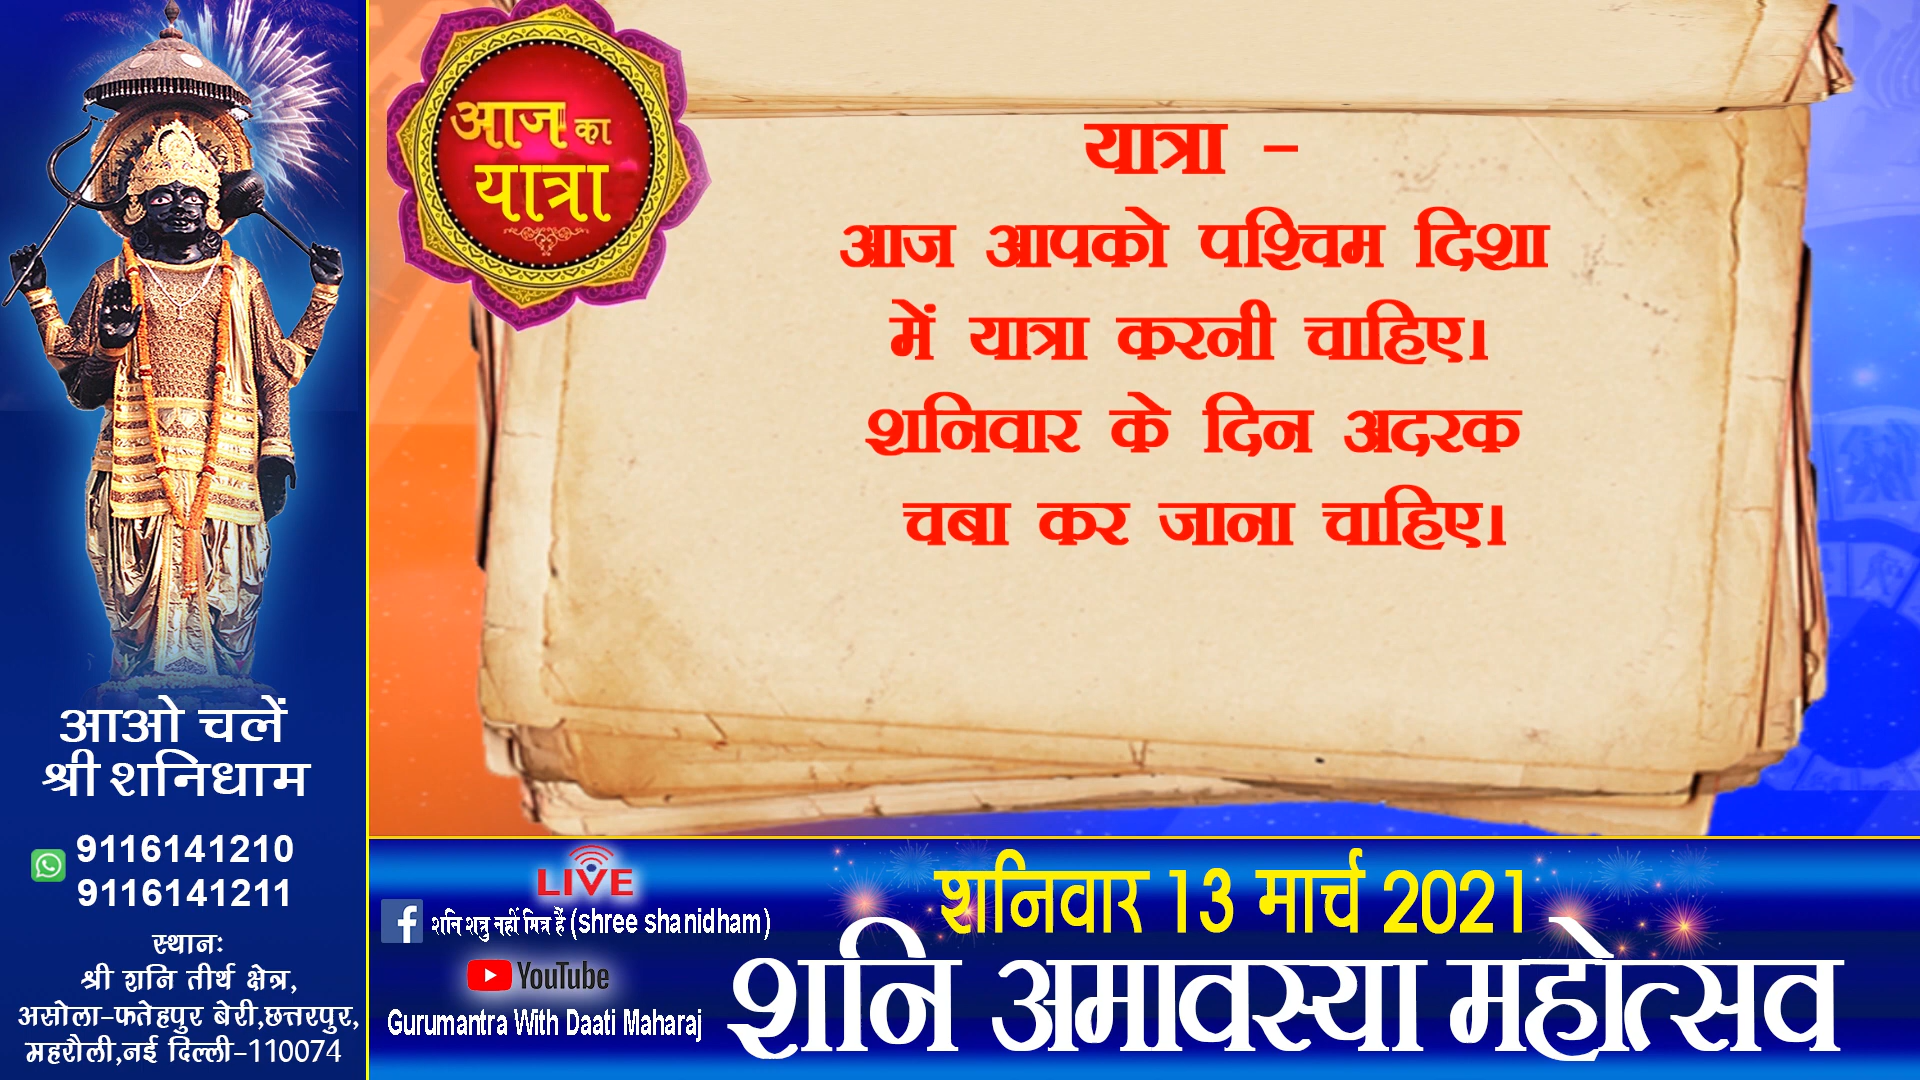 आज का
यात्रा
यात्रा -
आज आपको पश्चिम दिशा
में यात्रा करनी चाहिए।
शनिवार के दिन अदरक
चबा कर जाना चाहिए।
आओ चलें
श्री शनिधाम
9116141210
9116141211
स्थानः
श्री शनि तीर्थ क्षेत्र,
असोला-फतेहपुर बेरी,छत्तरपुर,
महरौली,नई दिल्ली-110074
LIVE
शनि शत्रु नहीं मित्र हैं (shree shanidham)
YouTube
Gurumantra With Daati Maharaj
शनिवार 13 मार्च 2021
शनि अमावस्या महोत्सव